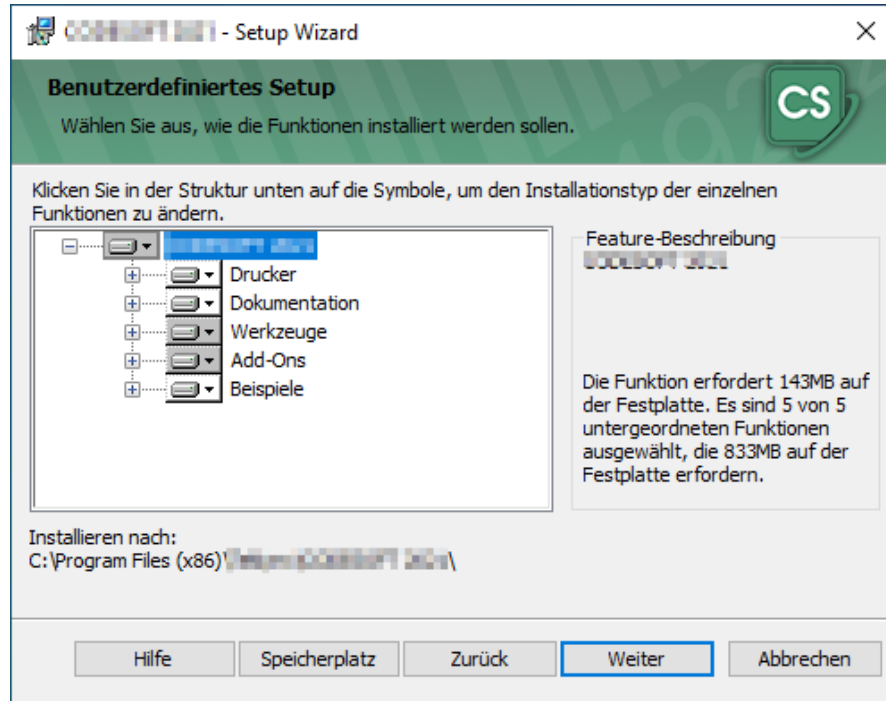 - Setup Wizard
Benutzerdefiniertes Setup
Wählen Sie aus, wie die Funktionen installiert werden sollen.
CS
Klicken Sie in der Struktur unten auf die Symbole, um den Installationstyp der einzelnen
Funktionen zu ändern.
Drucker
Dokumentation
Werkzeuge
Add-Ons
Beispiele
Feature-Beschreibung
Die Funktion erfordert 143MB auf
der Festplatte. Es sind 5 von 5
untergeordneten Funktionen
ausgewählt, die 833MB auf der
Festplatte erfordern.
Installieren nach:
C:\Program Files (x86)\ \
Hilfe
Speicherplatz
Zurück
Weiter
Abbrechen